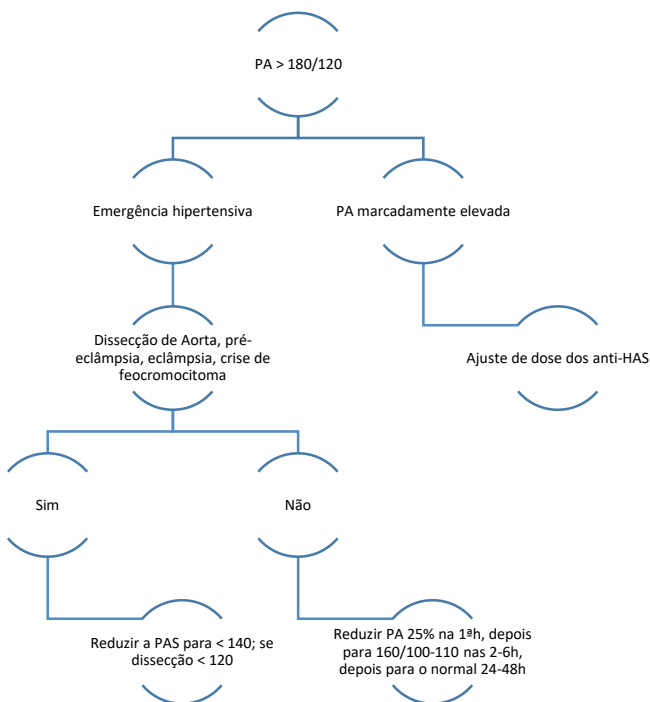 PA > 180/120
Emergência hipertensiva
PA marcadamente elevada
Dissecção de Aorta, pré-
eclâmpsia, eclâmpsia, crise de
feocromocitoma
Ajuste de dose dos anti-HAS
Sim
Não
Reduzir a PAS para < 140; se
dissecção < 120
Reduzir PA 25% na 1ªh, depois
para 160/100-110 nas 2-6h,
depois para o normal 24-48h